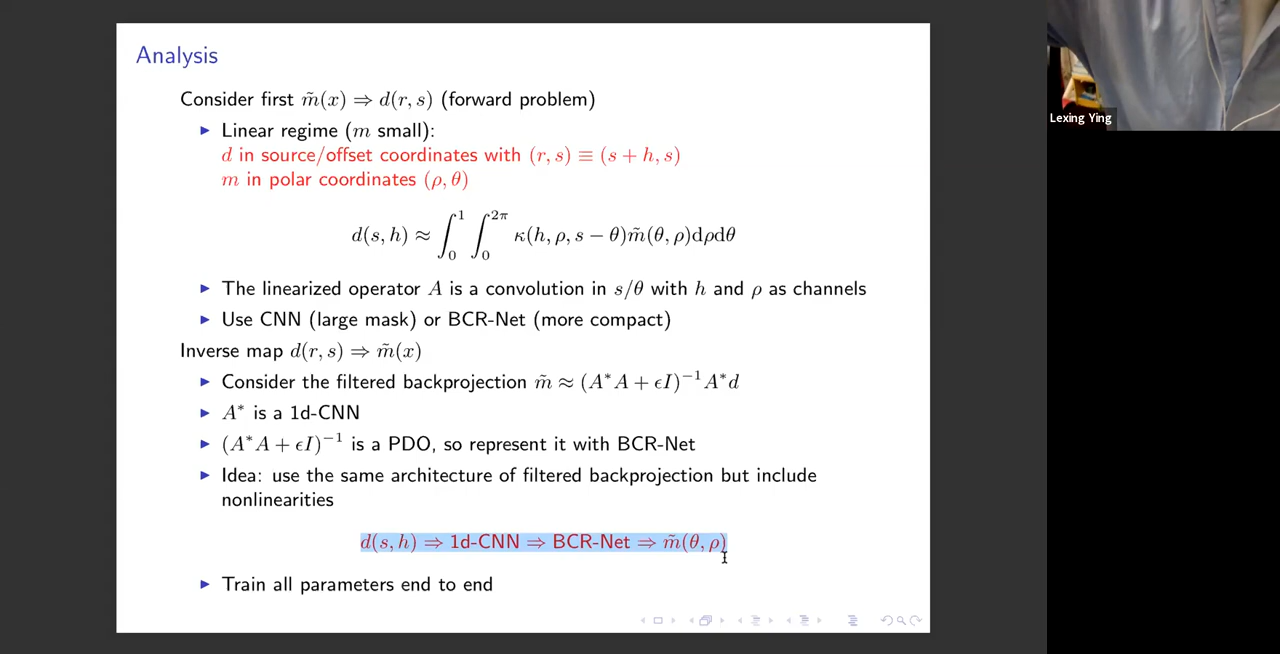 Analysis
Consider first m̃(x) ⇒ d(r, s) (forward problem)
▶ Linear regime (m small):
d in source/offset coordinates with (r, s) ≡ (s + h, s)
m in polar coordinates (ρ, θ)
d(s, h) ≈ ∫₀¹ ∫₀²π κ(h, ρ, s − θ)m̃(θ, ρ)dρdθ
▶ The linearized operator A is a convolution in s/θ with h and ρ as channels
▶ Use CNN (large mask) or BCR-Net (more compact)
Inverse map d(r, s) ⇒ m̃(x)
▶ Consider the filtered backprojection m̃ ≈ (A*A + ϵI)⁻¹A*d
▶ A* is a 1d-CNN
▶ (A*A + ϵI)⁻¹ is a PDO, so represent it with BCR-Net
▶ Idea: use the same architecture of filtered backprojection but include
nonlinearities
d(s, h) ⇒ 1d-CNN ⇒ BCR-Net ⇒ m̃(θ, ρ)
▶ Train all parameters end to end
Lexing Ying